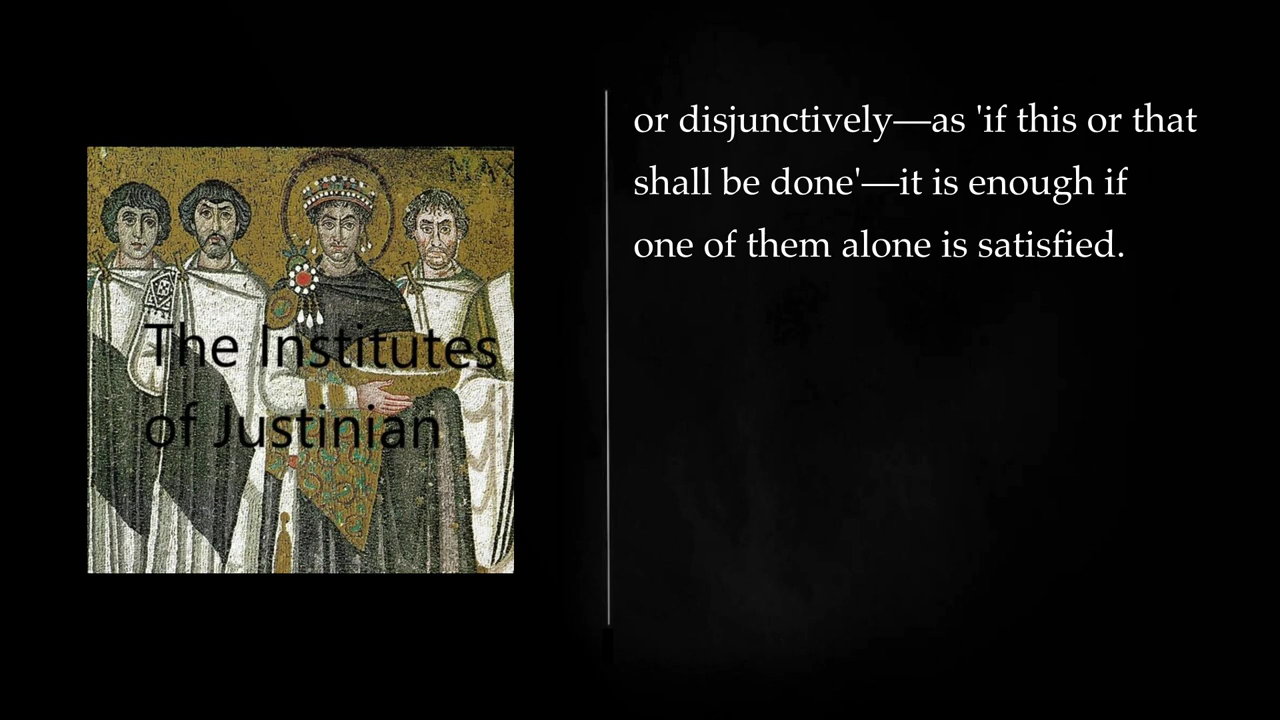 MAX
The Institutes
of Justinian
or disjunctively—as 'if this or that
shall be done'—it is enough if
one of them alone is satisfied.